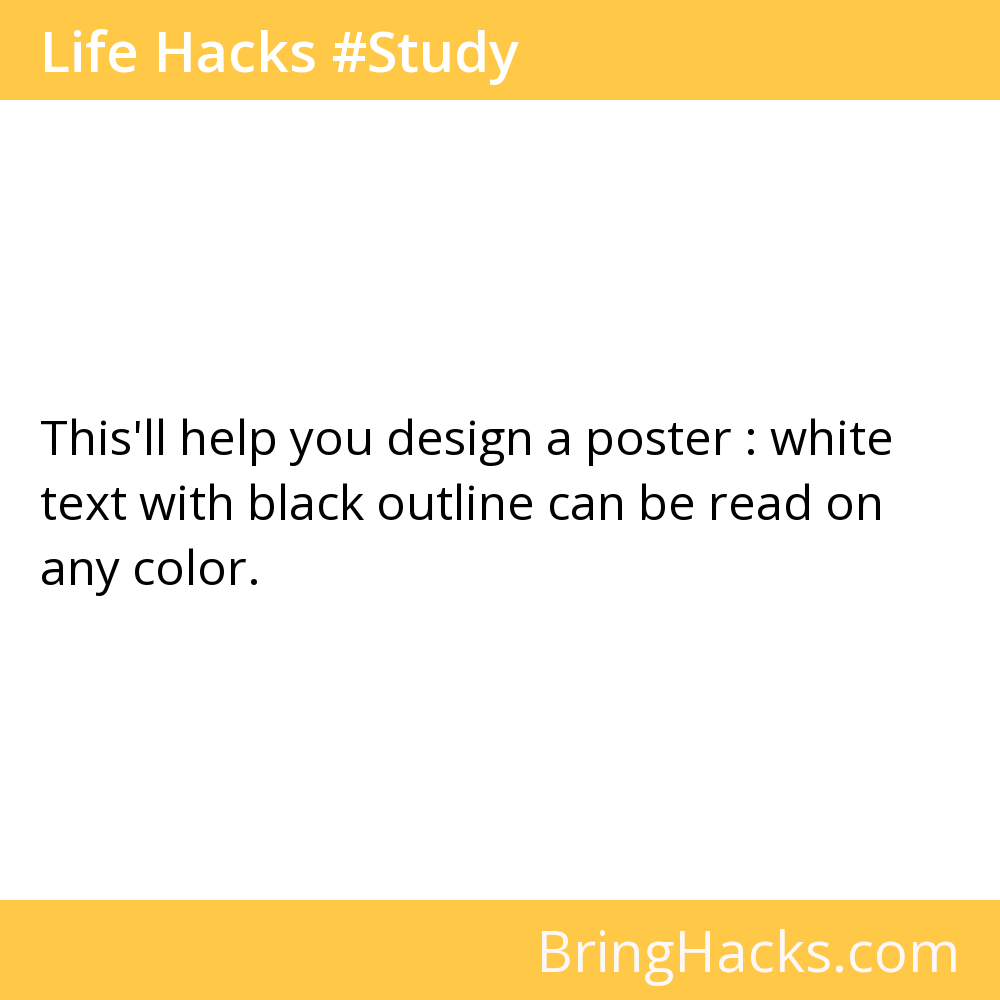 Life Hacks #Study
This'll help you design a poster : white
text with black outline can be read on
any color.
BringHacks.com